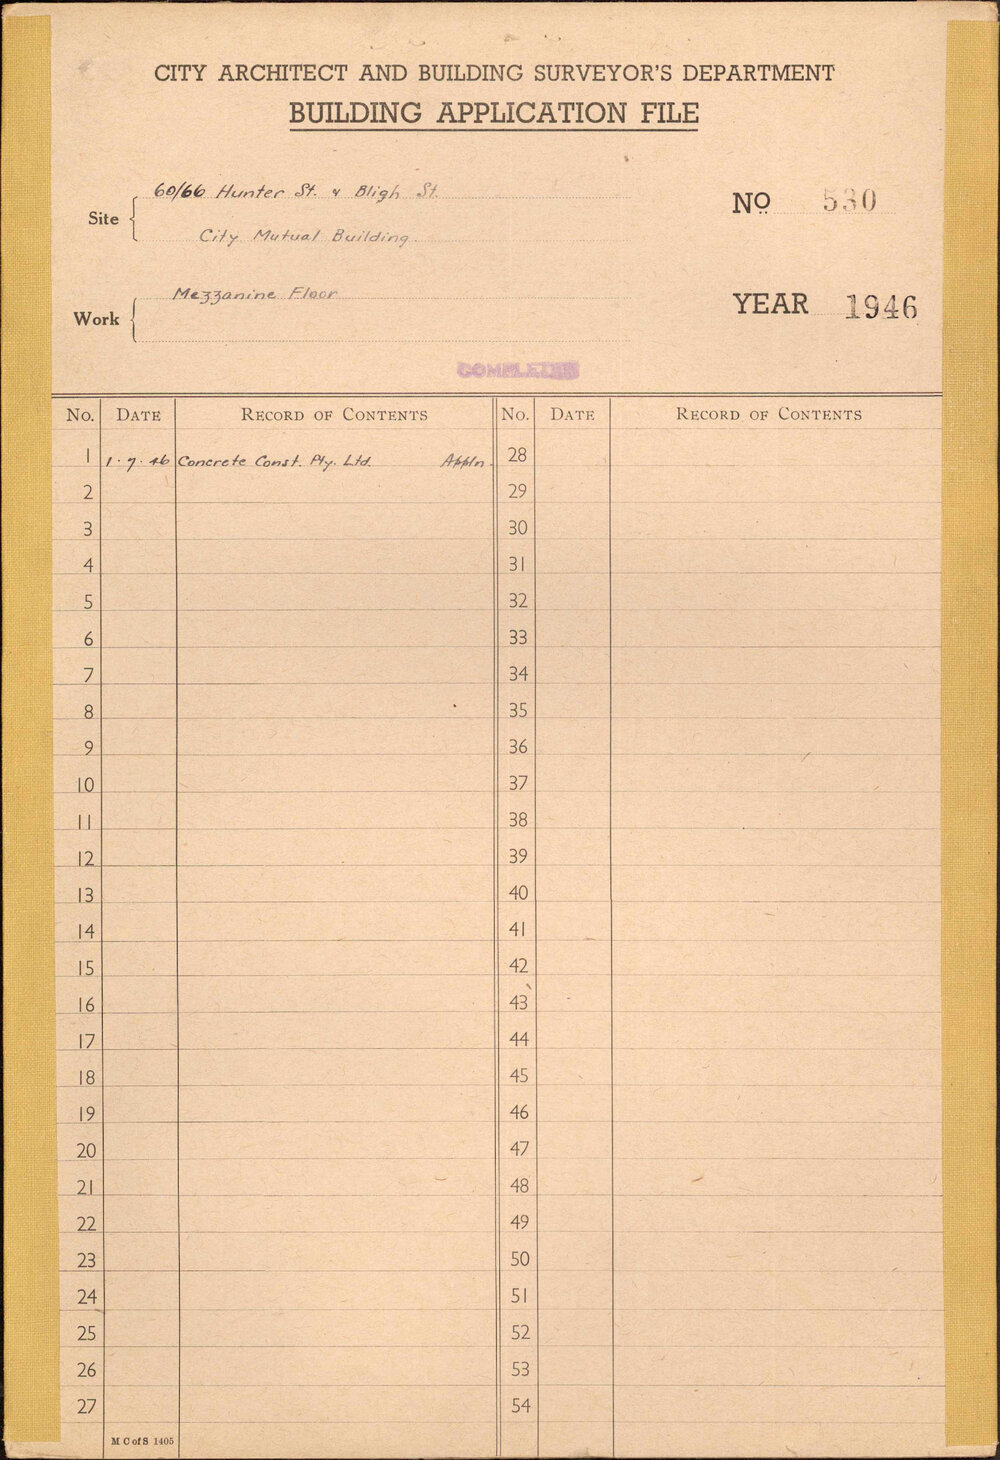 CITY ARCHITECT AND BUILDING SURVEYOR'S DEPARTMENT
BUILDING APPLICATION FILE
Site
60/66 Hunter St. & Bligh St.
City Mutual Building.
No 530
Work
Mezzanine Floor
YEAR 1946
COMPLETED
No. DATE RECORD OF CONTENTS No. DATE RECORD OF CONTENTS
1 1.7.46 Concrete Const. Pty. Ltd. Appln. 28
2 29
3 30
4 31
5 32
6 33
7 34
8 35
9 36
10 37
11 38
12 39
13 40
14 41
15 42
16 43
17 44
18 45
19 46
20 47
21 48
22 49
23 50
24 51
25 52
26 53
27 54
M C of S 1405